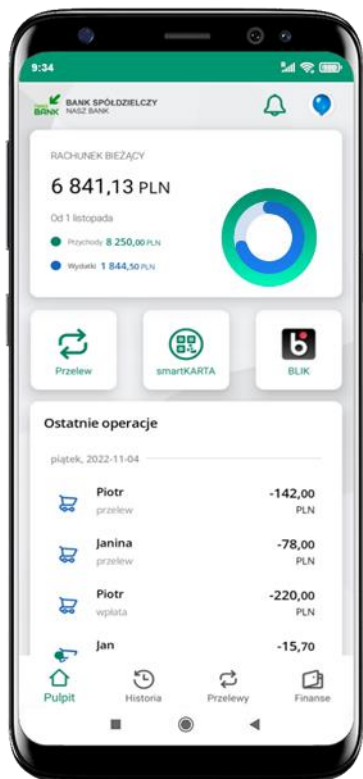 9:34
NASZ BANK
BANK SPÓŁDZIELCZY
NASZ BANK
RACHUNEK BIEŻĄCY
6 841,13 PLN
Od 1 listopada
Przychody 8 250,00 PLN
Wydatki 1 844,50 PLN
Przelew
smartKARTA
BLIK
Ostatnie operacje
piątek, 2022-11-04
Piotr -142,00
przelew PLN
Janina -78,00
przelew PLN
Piotr -220,00
wpłata PLN
Jan -15,70
Pulpit
Historia
Przelewy
Finanse